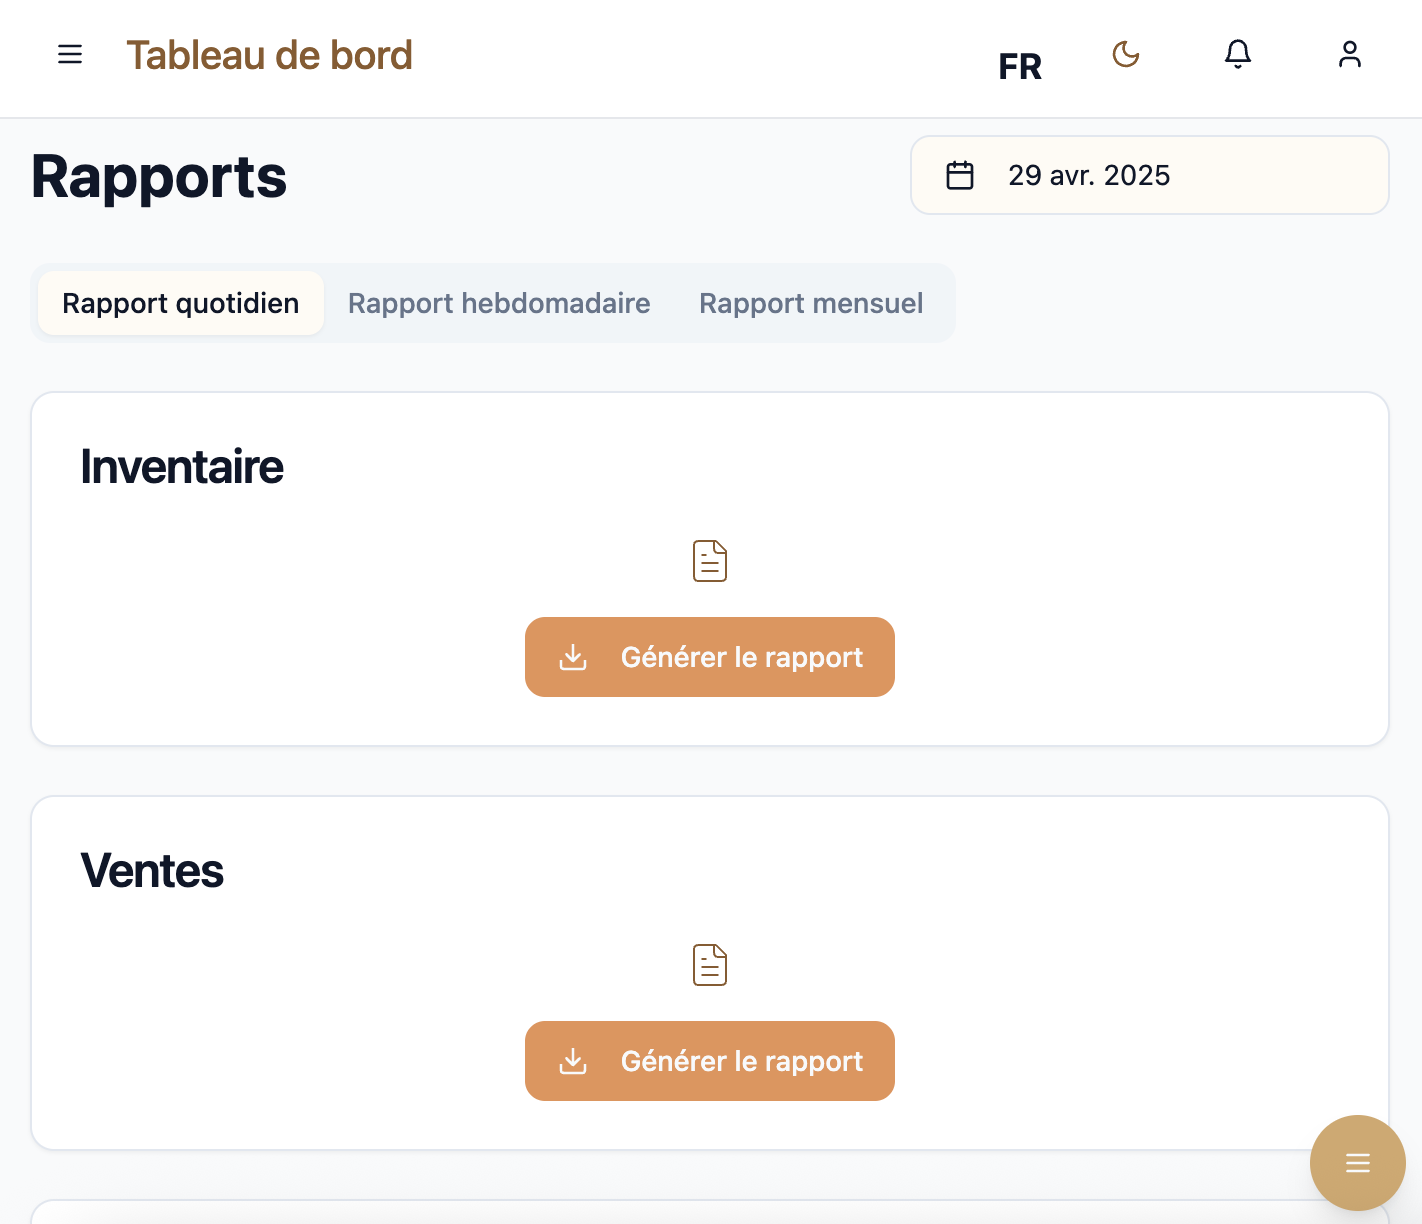 Tableau de bord
FR
Rapports
29 avr. 2025
Rapport quotidien
Rapport hebdomadaire
Rapport mensuel
Inventaire
Générer le rapport
Ventes
Générer le rapport